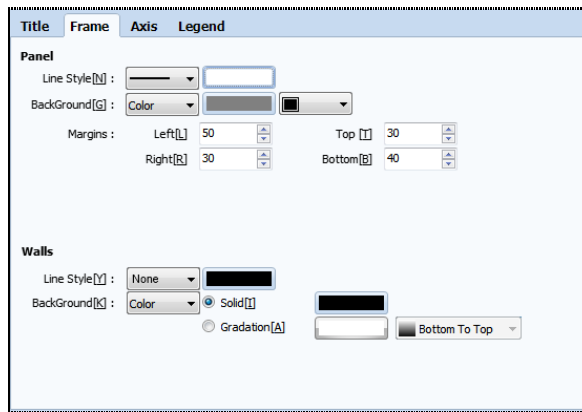 Title Frame Axis Legend
Panel
Line Style[N] :
BackGround[G] : Color
Margins : Left[L] 50 Top [T] 30
Right[R] 30 Bottom[B] 40
Walls
Line Style[Y] : None
BackGround[K] : Color Solid[I]
Gradation[A] Bottom To Top